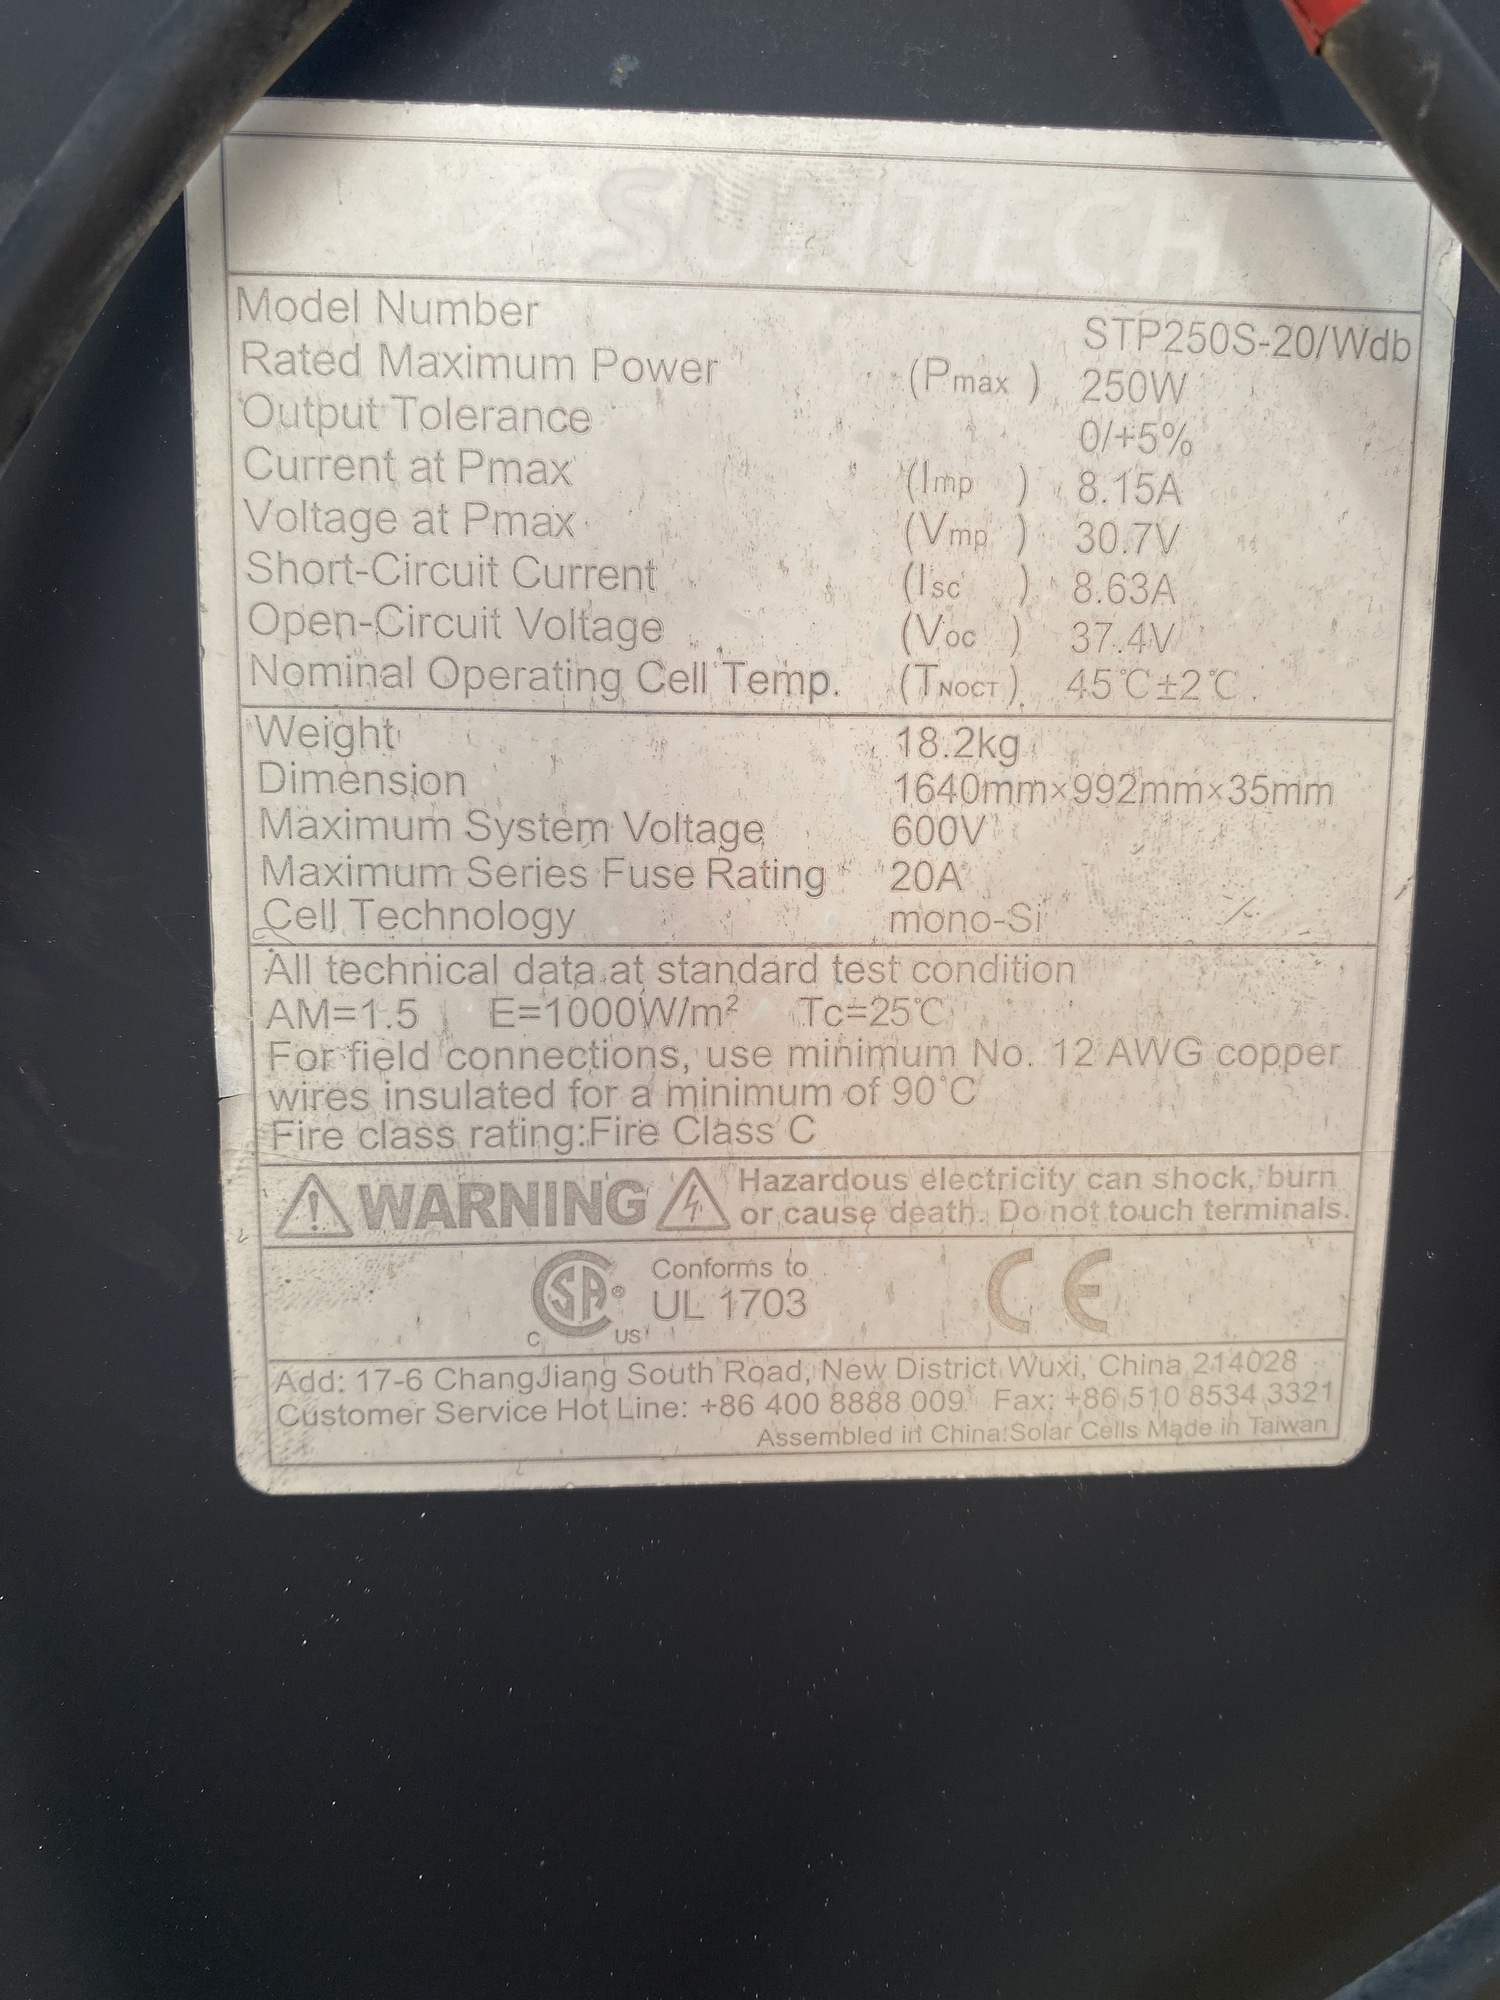 SUNTECH
Model Number STP250S-20/Wdb
Rated Maximum Power (Pmax) 250W
Output Tolerance 0/+5%
Current at Pmax (Imp) 8.15A
Voltage at Pmax (Vmp) 30.7V
Short-Circuit Current (Isc) 8.63A
Open-Circuit Voltage (Voc) 37.4V
Nominal Operating Cell Temp. (TNOCT) 45℃±2℃
Weight 18.2kg
Dimension 1640mm×992mm×35mm
Maximum System Voltage 600V
Maximum Series Fuse Rating 20A
Cell Technology mono-Si
All technical data at standard test condition
AM=1.5 E=1000W/m² Tc=25℃
For field connections, use minimum No. 12 AWG copper
wires insulated for a minimum of 90℃
Fire class rating:Fire Class C
WARNING Hazardous electricity can shock, burn
or cause death. Do not touch terminals.
CSA® C US Conforms to
UL 1703
CE
Add: 17-6 ChangJiang South Road, New District Wuxi, China 214028
Customer Service Hot Line: +86 400 8888 009 Fax: +86 510 8534 3321
Assembled in China:Solar Cells Made in Taiwan